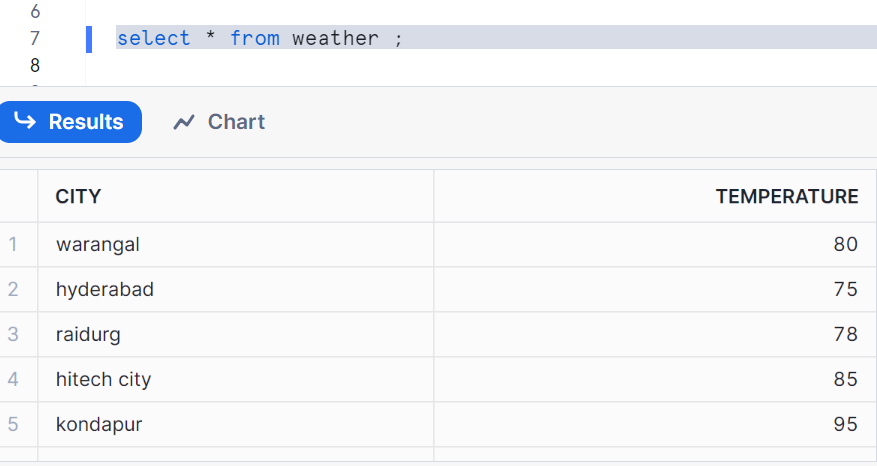 6
7 select * from weather ;
8
Results Chart
CITY TEMPERATURE
1 warangal 80
2 hyderabad 75
3 raidurg 78
4 hitech city 85
5 kondapur 95